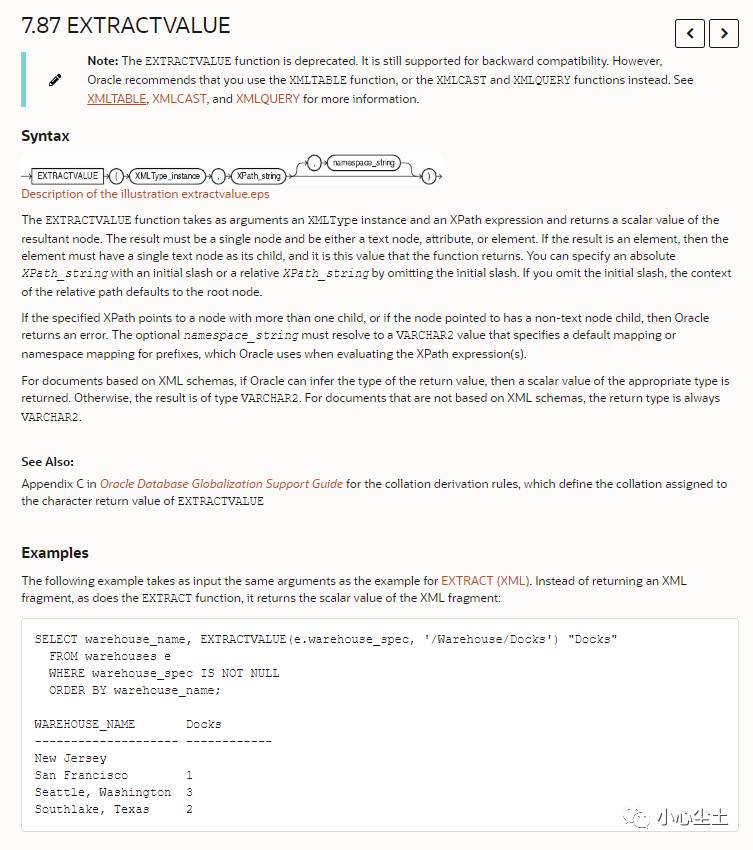 7.87 EXTRACTVALUE
Note: The EXTRACTVALUE function is deprecated. It is still supported for backward compatibility. However,
Oracle recommends that you use the XMLTABLE function, or the XMLCAST and XMLQUERY functions instead. See
XMLTABLE, XMLCAST, and XMLQUERY for more information.
Syntax
, namespace_string
EXTRACTVALUE ( XMLType_instance , XPath_string )
Description of the illustration extractvalue.eps
The EXTRACTVALUE function takes as arguments an XMLType instance and an XPath expression and returns a scalar value of the
resultant node. The result must be a single node and be either a text node, attribute, or element. If the result is an element, then the
element must have a single text node as its child, and it is this value that the function returns. You can specify an absolute
XPath_string with an initial slash or a relative XPath_string by omitting the initial slash. If you omit the initial slash, the context
of the relative path defaults to the root node.
If the specified XPath points to a node with more than one child, or if the node pointed to has a non-text node child, then Oracle
returns an error. The optional namespace_string must resolve to a VARCHAR2 value that specifies a default mapping or
namespace mapping for prefixes, which Oracle uses when evaluating the XPath expression(s).
For documents based on XML schemas, if Oracle can infer the type of the return value, then a scalar value of the appropriate type is
returned. Otherwise, the result is of type VARCHAR2. For documents that are not based on XML schemas, the return type is always
VARCHAR2.
See Also:
Appendix C in Oracle Database Globalization Support Guide for the collation derivation rules, which define the collation assigned to
the character return value of EXTRACTVALUE
Examples
The following example takes as input the same arguments as the example for EXTRACT (XML). Instead of returning an XML
fragment, as does the EXTRACT function, it returns the scalar value of the XML fragment:
SELECT warehouse_name, EXTRACTVALUE(e.warehouse_spec, '/Warehouse/Docks') "Docks"
FROM warehouses e
WHERE warehouse_spec IS NOT NULL
ORDER BY warehouse_name;
WAREHOUSE_NAME Docks
-------------------- ------------
New Jersey
San Francisco 1
Seattle, Washington 3
Southlake, Texas 2
小心尘土